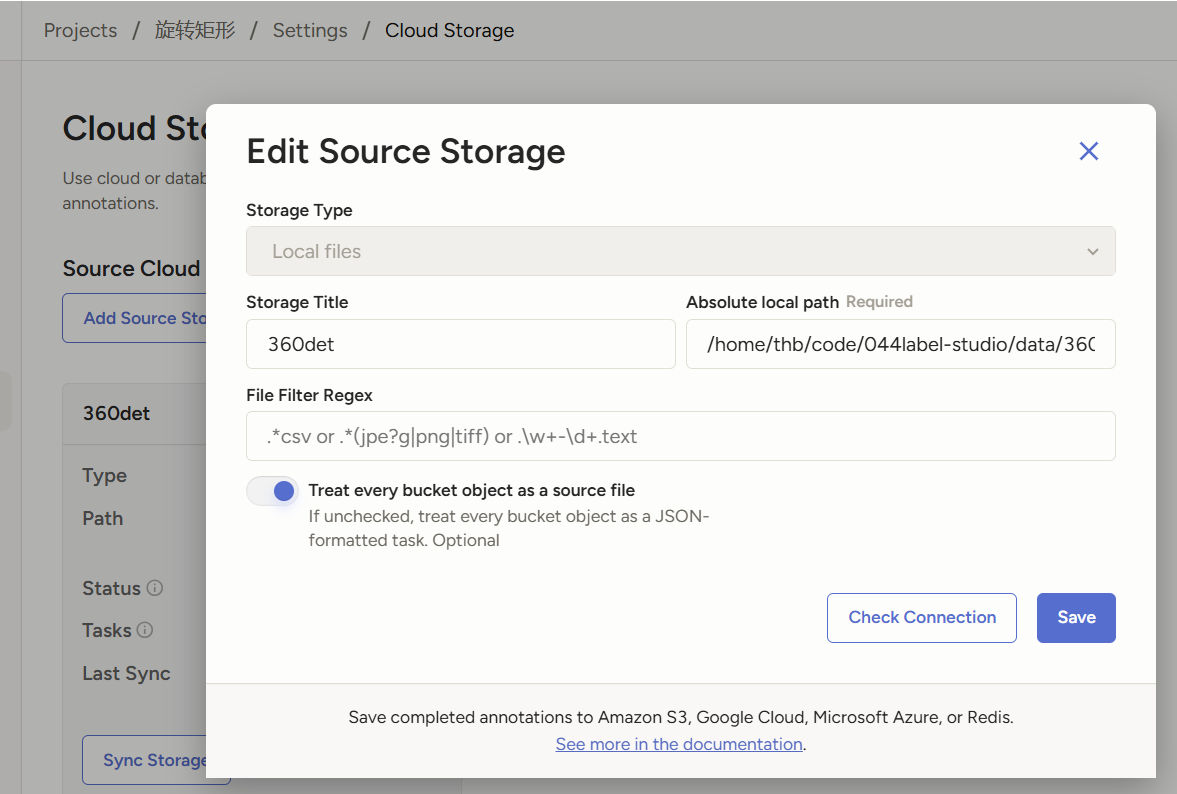 Projects / 旋转矩形 / Settings / Cloud Storage
Cloud Sto
Use cloud or datab
annotations.
Source Cloud
Add Source Sto
360det
Type
Path
Status
Tasks
Last Sync
Sync Storage
Edit Source Storage
Storage Type
Local files
Storage Title
Absolute local path Required
360det
/home/thb/code/044label-studio/data/360
File Filter Regex
.*csv or .*(jpe?g|png|tiff) or .\w+-\d+.text
Treat every bucket object as a source file
If unchecked, treat every bucket object as a JSON-
formatted task. Optional
Check Connection
Save
Save completed annotations to Amazon S3, Google Cloud, Microsoft Azure, or Redis.
See more in the documentation.